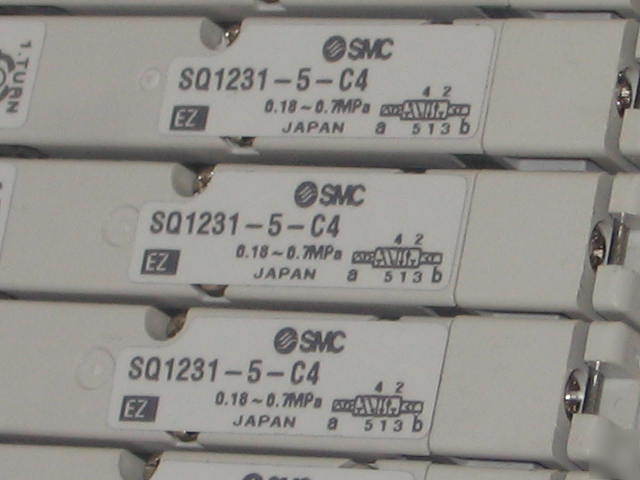 1.TURN
SMC
SQ1231-5-C4
0.18~0.7MPa
4 2
EZ
JAPAN
a 5 1 3 b
SMC
SQ1231-5-C4
0.18~0.7MPa
4 2
EZ
JAPAN
a 5 1 3 b
SMC
SQ1231-5-C4
0.18~0.7MPa
4 2
EZ
JAPAN
a 5 1 3 b